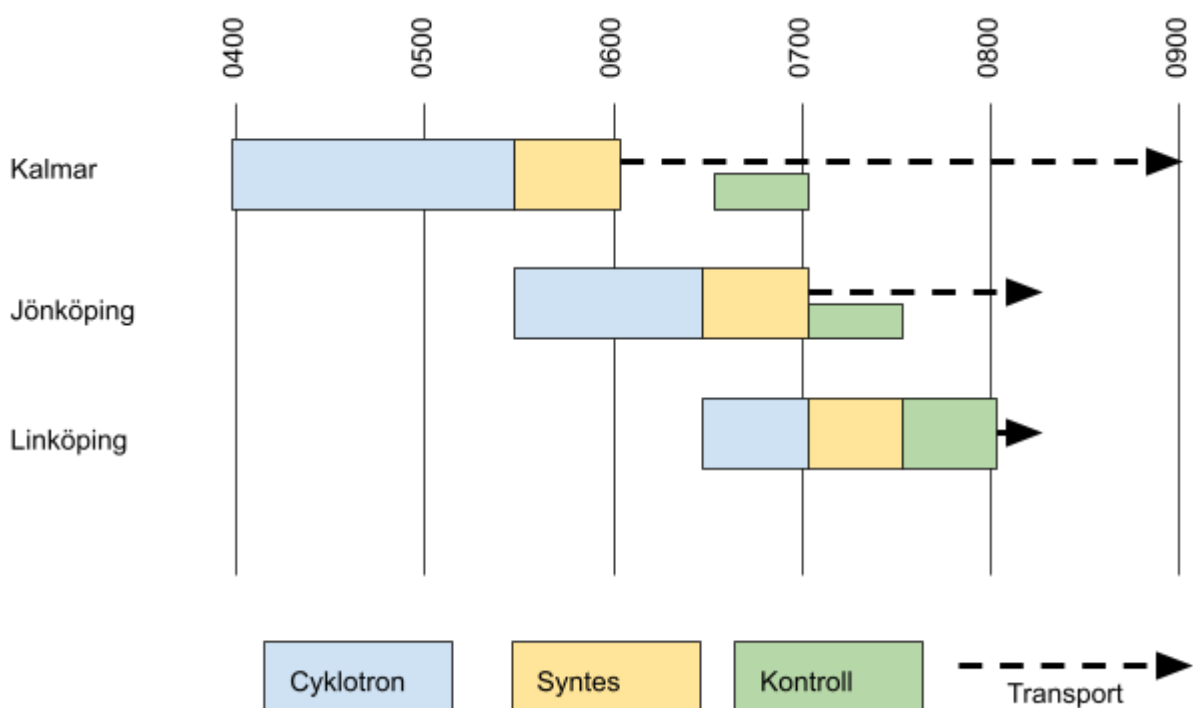 0400
0500
0600
0700
0800
0900
Kalmar
Jönköping
Linköping
Cyklotron
Syntes
Kontroll
Transport